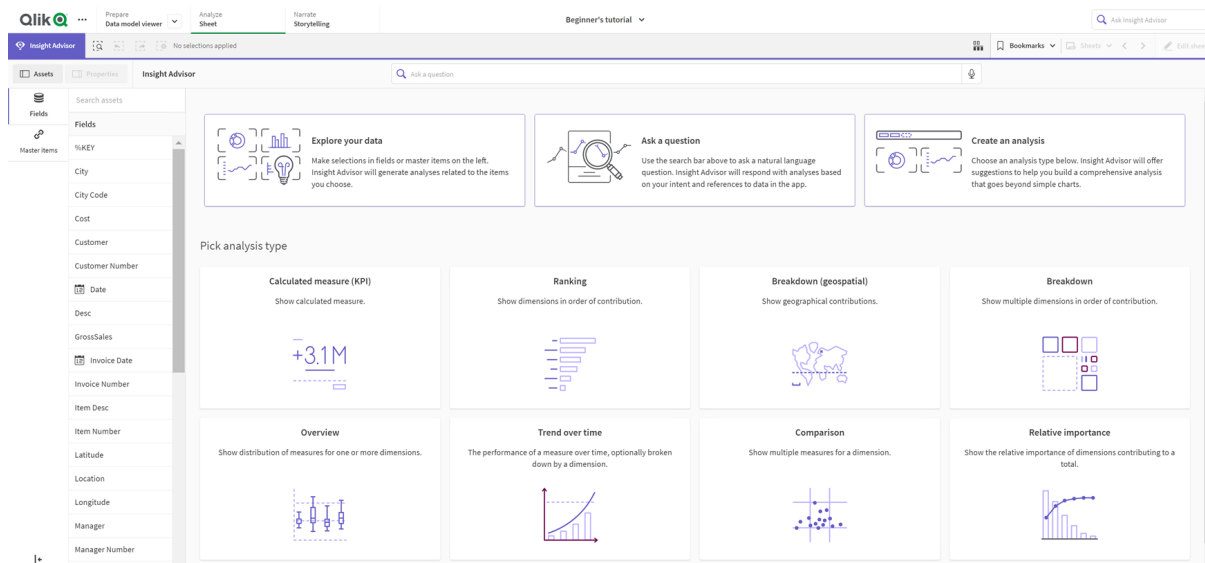 Qlik
Prepare
Data model viewer
Analyze
Sheet
Narrate
Storytelling
Beginner's tutorial
Ask Insight Advisor
Insight Advisor
No selections applied
Bookmarks
Sheets
Edit shee
Assets
Properties
Insight Advisor
Ask a question
Fields
Master items
Search assets
Fields
%KEY
City
City Code
Cost
Customer
Customer Number
Date
Desc
GrossSales
Invoice Date
Invoice Number
Item Desc
Item Number
Latitude
Location
Longitude
Manager
Manager Number
Explore your data
Make selections in fields or master items on the left.
Insight Advisor will generate analyses related to the items
you choose.
Ask a question
Use the search bar above to ask a natural language
question. Insight Advisor will respond with analyses based
on your intent and references to data in the app.
Create an analysis
Choose an analysis type below. Insight Advisor will offer
suggestions to help you build a comprehensive analysis
that goes beyond simple charts.
Pick analysis type
Calculated measure (KPI)
Show calculated measure.
+3.1M
Ranking
Show dimensions in order of contribution.
Breakdown (geospatial)
Show geographical contributions.
Breakdown
Show multiple dimensions in order of contribution.
Overview
Show distribution of measures for one or more dimensions.
Trend over time
The performance of a measure over time, optionally broken
down by a dimension.
Comparison
Show multiple measures for a dimension.
Relative importance
Show the relative importance of dimensions contributing to a
total.